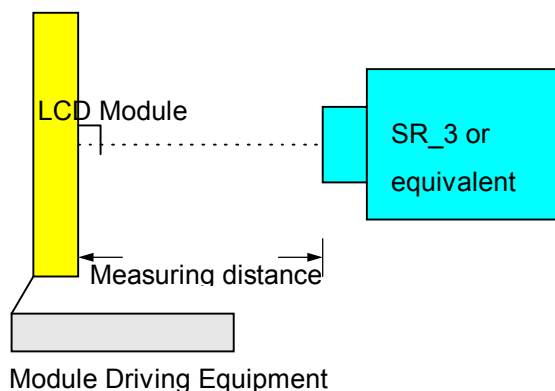 LCD Module
SR_3 or
equivalent
Measuring distance
Module Driving Equipment